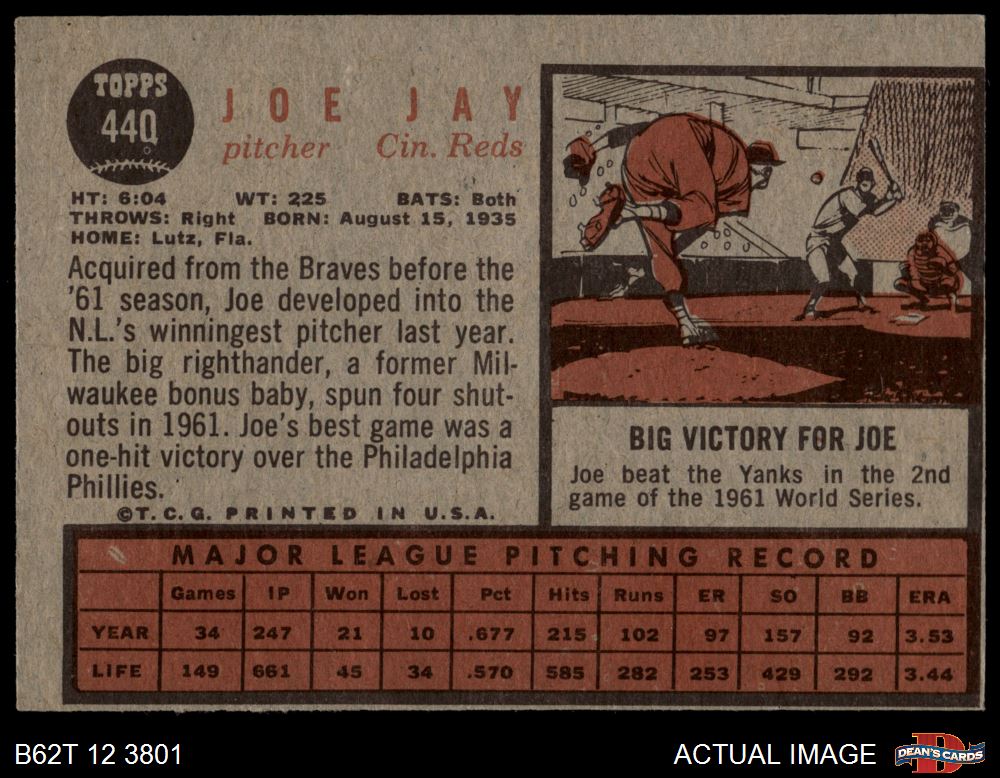 TOPPS
440
JOE JAY
pitcher Cin. Reds
HT: 6:04 WT: 225 BATS: Both
THROWS: Right BORN: August 15, 1935
HOME: Lutz, Fla.
Acquired from the Braves before the
'61 season, Joe developed into the
N.L.'s winningest pitcher last year.
The big righthander, a former Mil-
waukee bonus baby, spun four shut-
outs in 1961. Joe's best game was a
one-hit victory over the Philadelphia
Phillies.
©T.C.G. PRINTED IN U.S.A.
BIG VICTORY FOR JOE
Joe beat the Yanks in the 2nd
game of the 1961 World Series.
MAJOR LEAGUE PITCHING RECORD
Games IP Won Lost Pct Hits Runs ER SO BB ERA
YEAR 34 247 21 10 .677 215 102 97 157 92 3.53
LIFE 149 661 45 34 .570 585 282 253 429 292 3.44
B62T 12 3801
ACTUAL IMAGE
DEAN'S CARDS